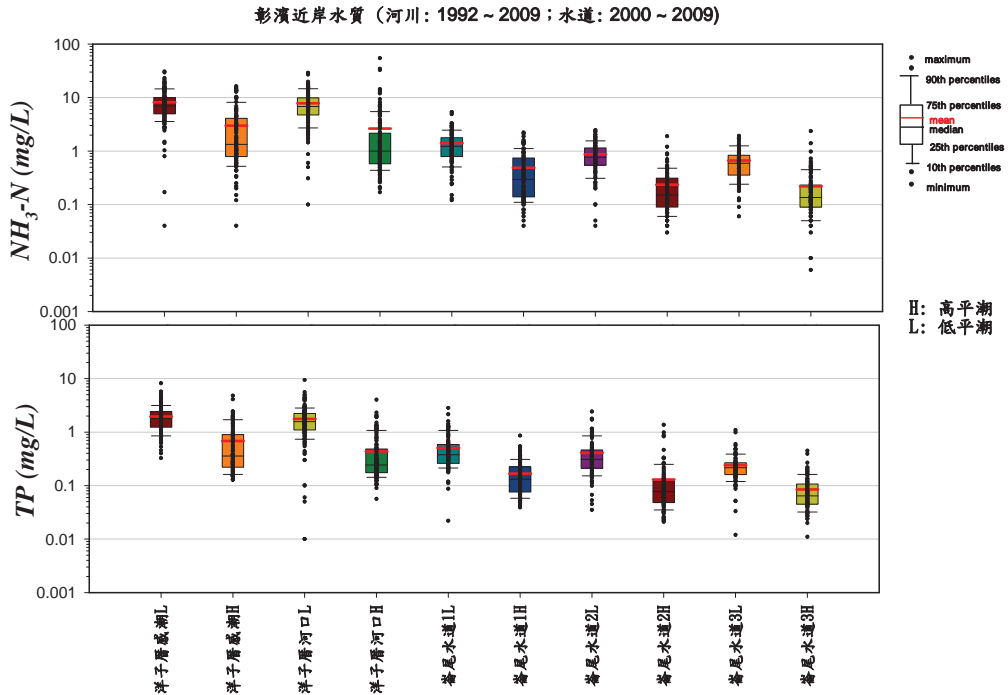 彰濱近岸水質 (河川: 1992 ~ 2009 ; 水道: 2000 ~ 2009)
NH3-N (mg/L)
100
10
1
0.1
0.01
0.001
maximum
90th percentiles
75th percentiles
mean
median
25th percentiles
10th percentiles
minimum
H: 高平潮
L: 低平潮
TP (mg/L)
100
10
1
0.1
0.01
0.001
洋子厝感潮L
洋子厝感潮H
洋子厝河口L
洋子厝河口H
崙尾水道1L
崙尾水道1H
崙尾水道2L
崙尾水道2H
崙尾水道3L
崙尾水道3H